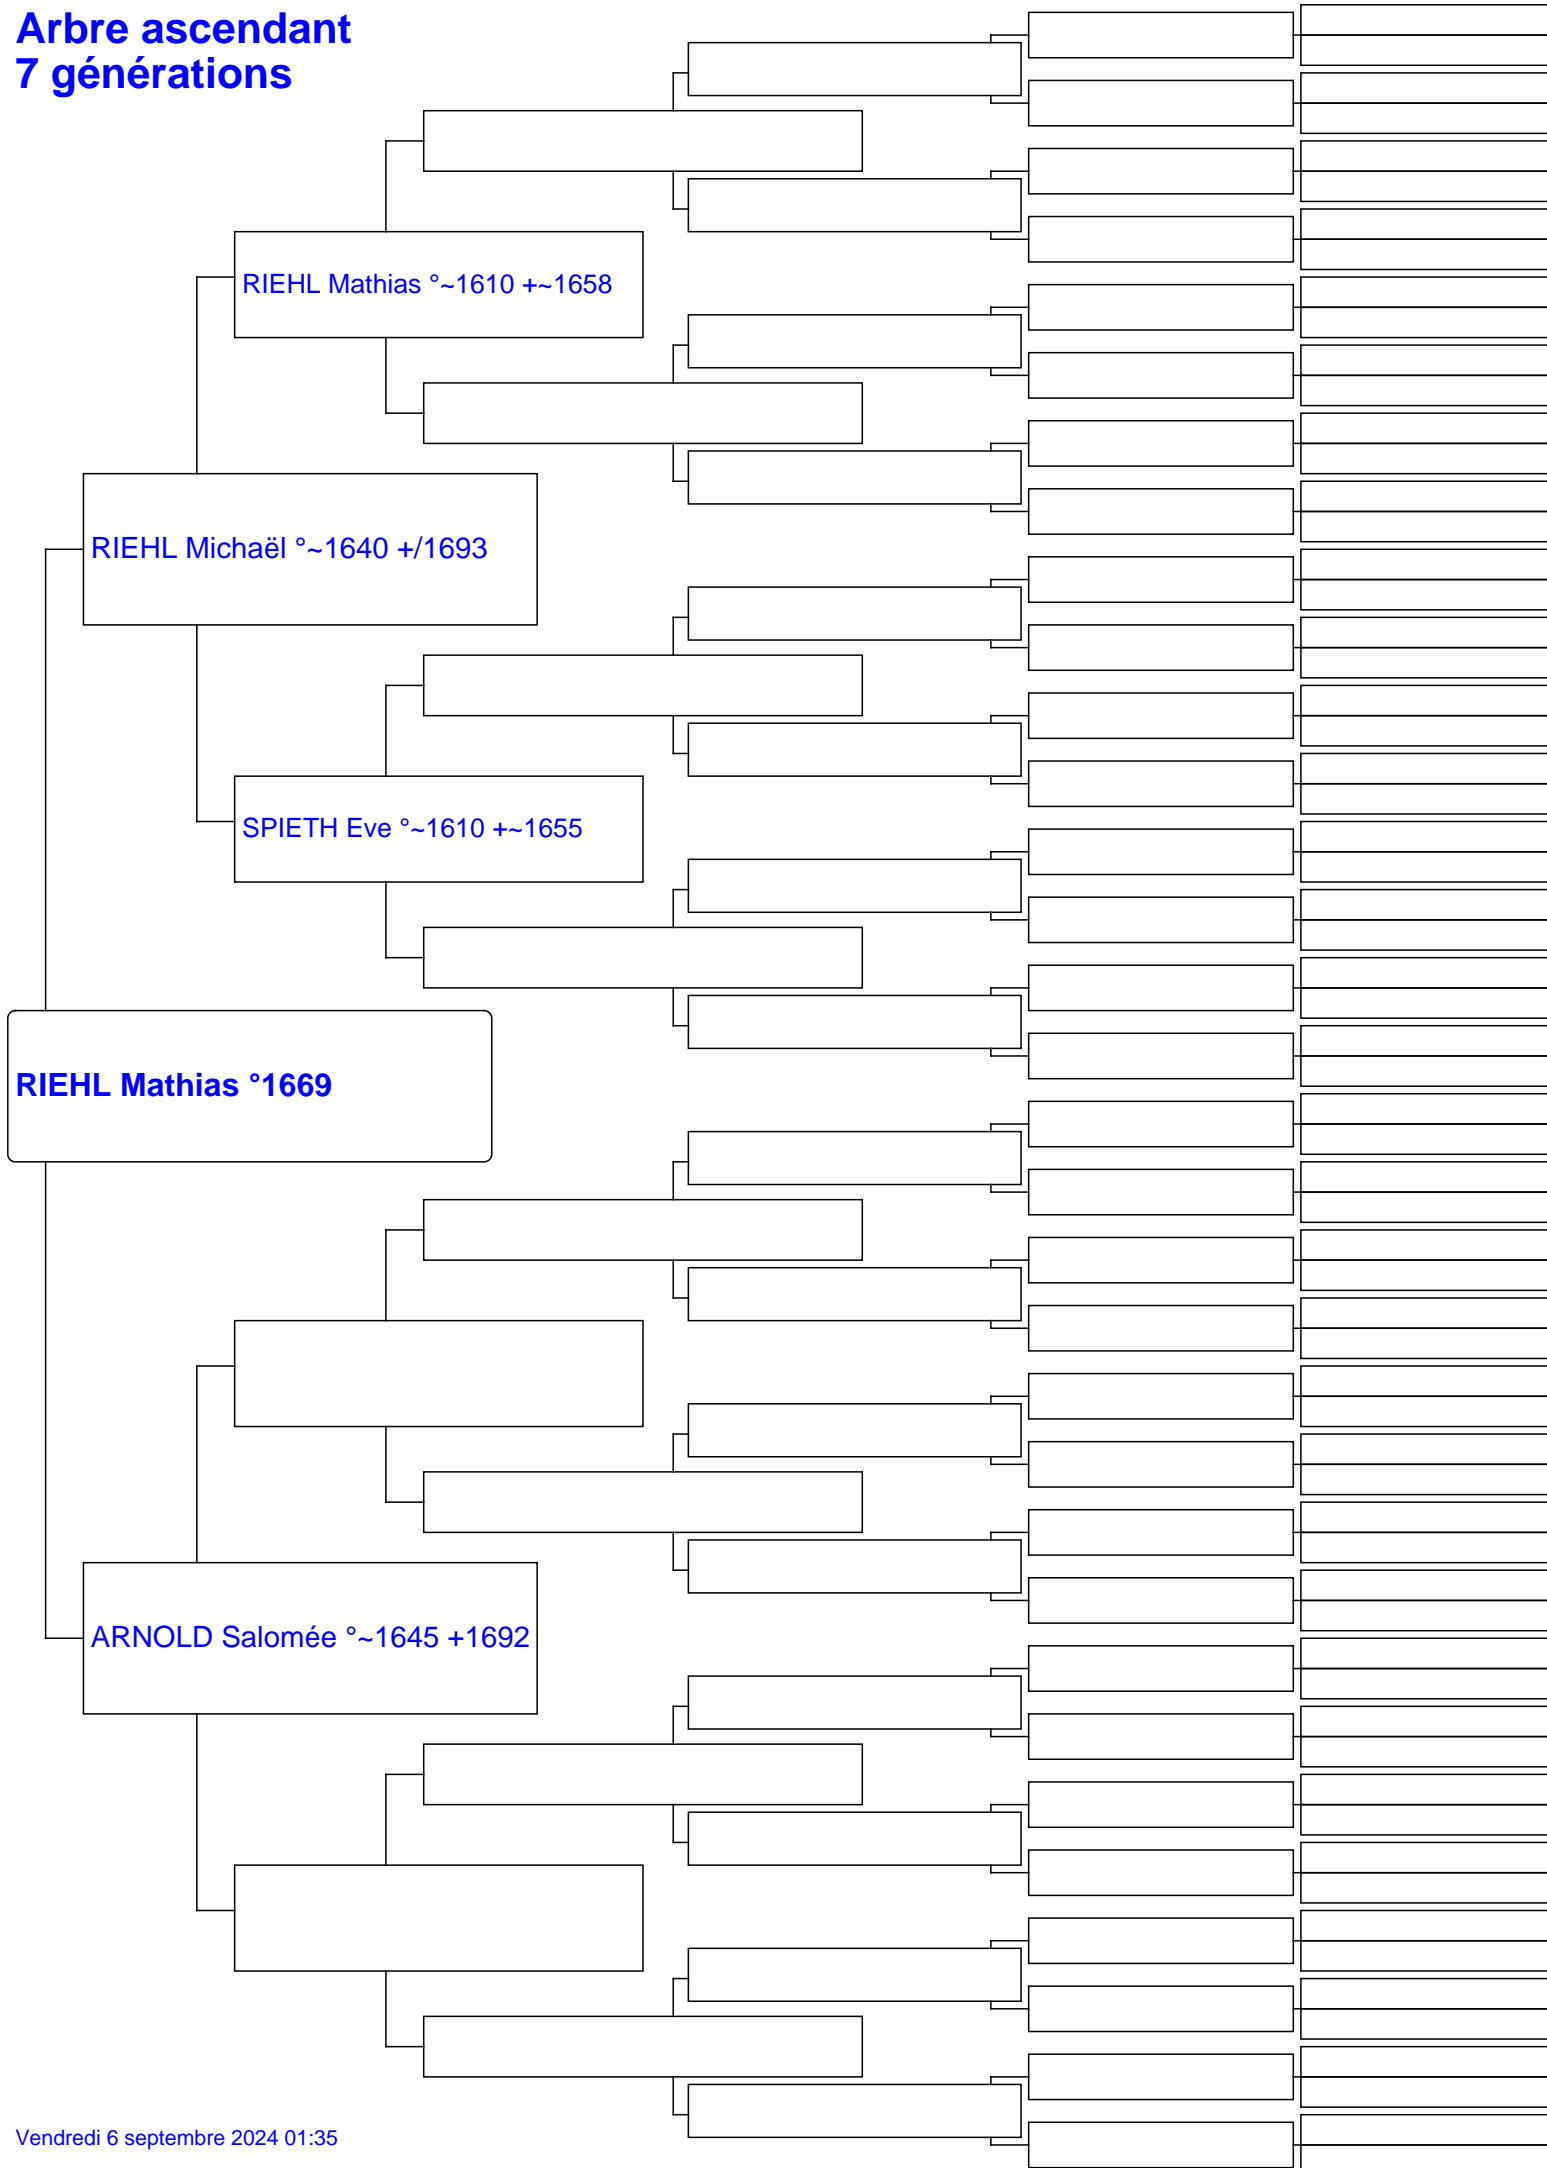 Arbre ascendant
7 générations
RIEHL Mathias °~1610 +~1658
RIEHL Michaël °~1640 +/1693
SPIETH Eve °~1610 +~1655
RIEHL Mathias °1669
ARNOLD Salomée °~1645 +1692
Vendredi 6 septembre 2024 01:35